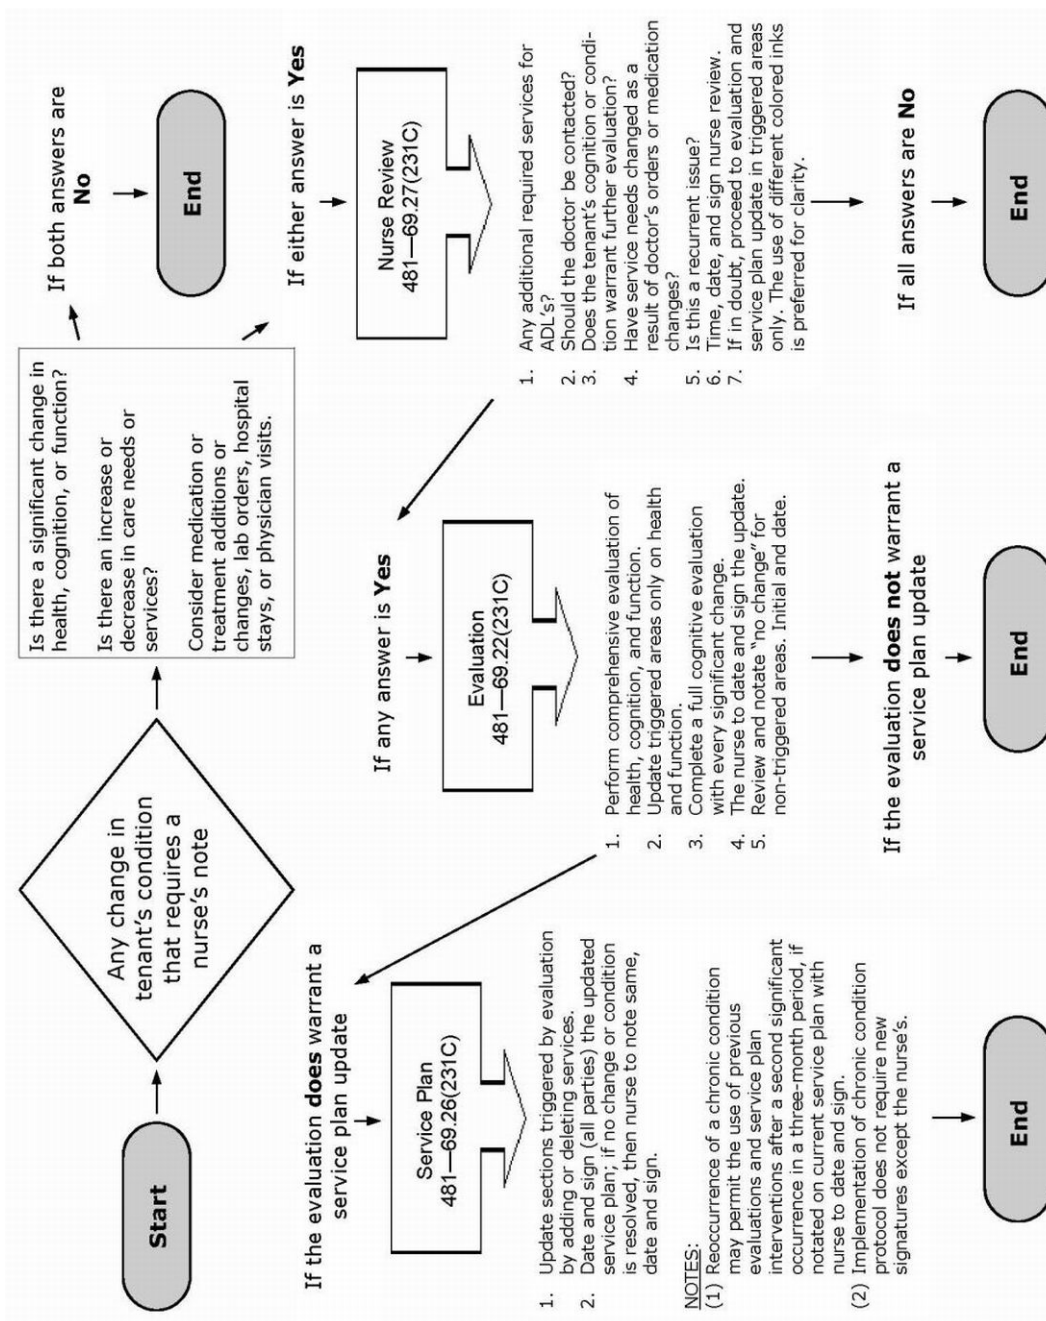 Start
Any change in
tenant's condition
that requires a
nurse's note
Is there a significant change in
health, cognition, or function?
Is there an increase or
decrease in care needs or
services?
Consider medication or
treatment additions or
changes, lab orders, hospital
stays, or physician visits.
If both answers are
No
End
If either answer is Yes
Nurse Review
481—69.27(231C)
1. Any additional required services for
ADL's?
2. Should the doctor be contacted?
3. Does the tenant's cognition or condi-
tion warrant further evaluation?
4. Have service needs changed as a
result of doctor's orders or medication
changes?
5. Is this a recurrent issue?
6. Time, date, and sign nurse review.
7. If in doubt, proceed to evaluation and
service plan update in triggered areas
only. The use of different colored inks
is preferred for clarity.
If all answers are No
End
If any answer is Yes
Evaluation
481—69.22(231C)
1. Perform comprehensive evaluation of
health, cognition, and function.
2. Update triggered areas only on health
and function.
3. Complete a full cognitive evaluation
with every significant change.
4. The nurse to date and sign the update.
5. Review and notate "no change" for
non-triggered areas. Initial and date.
If the evaluation does not warrant a
service plan update
End
If the evaluation does warrant a
service plan update
Service Plan
481—69.26(231C)
1. Update sections triggered by evaluation
by adding or deleting services.
2. Date and sign (all parties) the updated
service plan; if no change or condition
is resolved, then nurse to note same,
date and sign.
NOTES:
(1) Reoccurrence of a chronic condition
may permit the use of previous
evaluations and service plan
interventions after a second significant
occurrence in a three-month period, if
notated on current service plan with
nurse to date and sign.
(2) Implementation of chronic condition
protocol does not require new
signatures except the nurse's.
End